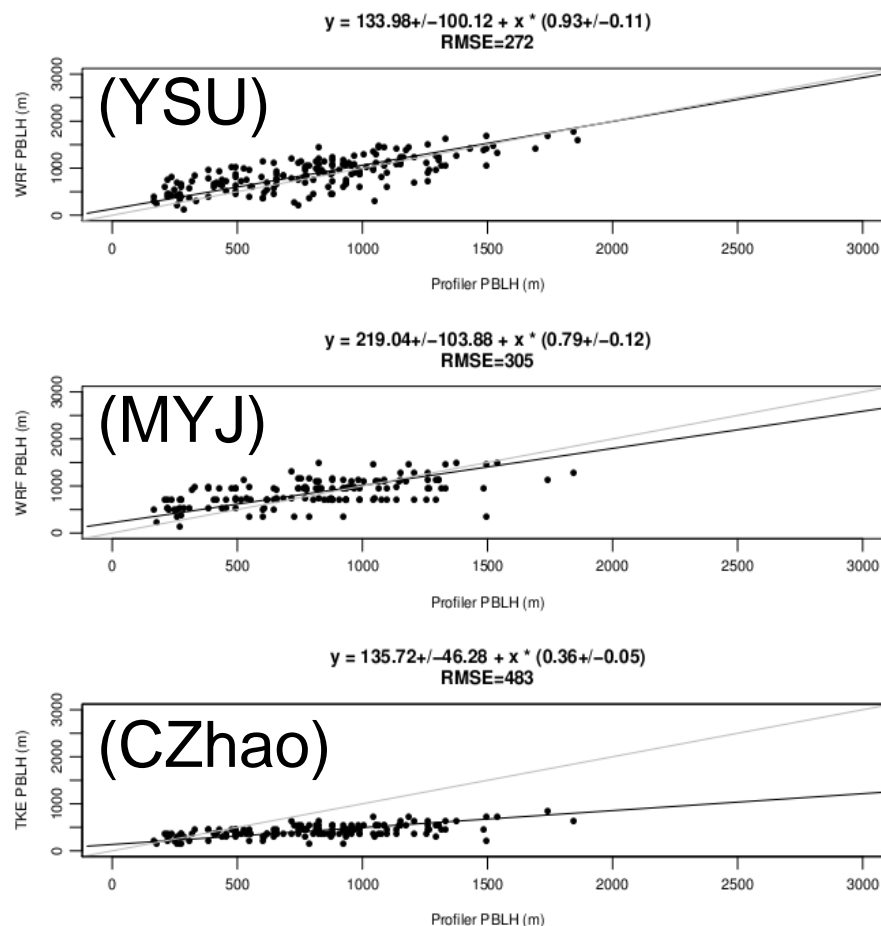 y = 133.98+/−100.12 + x * (0.93+/−0.11)
RMSE=272
(YSU)
WRF PBLH (m)
0 1000 2000 3000
0 500 1000 1500 2000 2500 3000
Profiler PBLH (m)
y = 219.04+/−103.88 + x * (0.79+/−0.12)
RMSE=305
(MYJ)
WRF PBLH (m)
0 1000 2000 3000
0 500 1000 1500 2000 2500 3000
Profiler PBLH (m)
y = 135.72+/−46.28 + x * (0.36+/−0.05)
RMSE=483
(CZhao)
TKE PBLH (m)
0 1000 2000 3000
0 500 1000 1500 2000 2500 3000
Profiler PBLH (m)